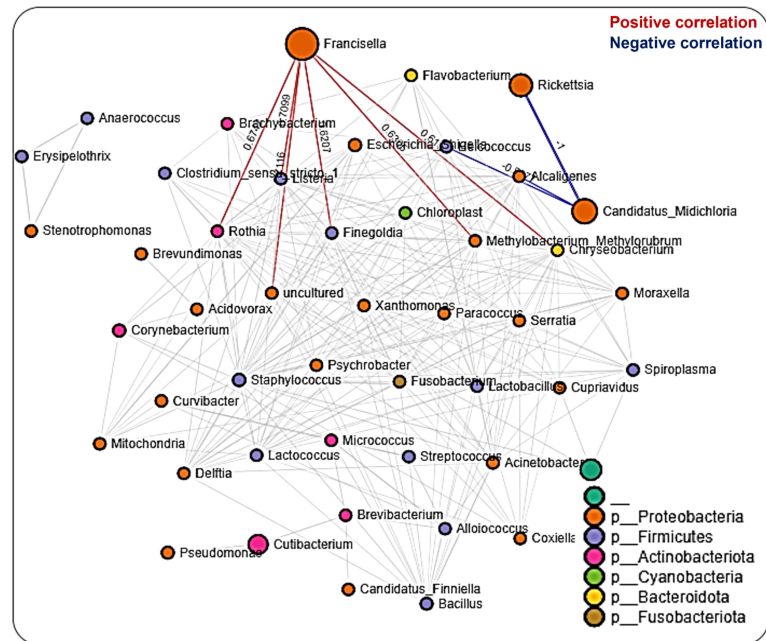 Positive correlation
Negative correlation
Francisella
Flavobacterium
Rickettsia
Anaerococcus
Brachybacterium
Erysipelothrix
Clostridium_sensu_stricto_1
Listeria
Alcaligenes
-1
Chloroplast
Candidatus_Midichloria
Stenotrophomonas
Rothia
Finegoldia
Methylobacterium_Methylorubrum
Chryseobacterium
Brevundimonas
uncultured
Moraxella
Acidovorax
Xanthomonas
Paracoccus
Serratia
Corynebacterium
Psychrobacter
Spiroplasma
Staphylococcus
Fusobacterium
Lactobacillus
Cupriavidus
Curvibacter
Mitochondria
Micrococcus
Lactococcus
Streptococcus
Acinetobacter
Delftia
__
p__Proteobacteria
Brevibacterium
Alloiococcus
p__Firmicutes
Coxiella
Cutibacterium
Pseudomonas
p__Actinobacteriota
p__Cyanobacteria
Candidatus_Finniella
p__Bacteroidota
Bacillus
p__Fusobacteriota